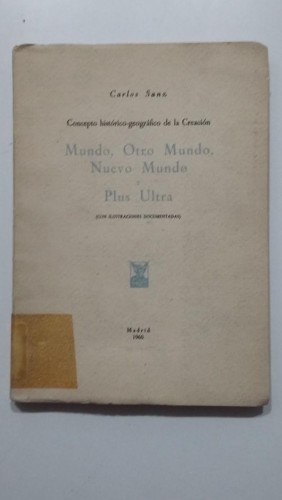 Carlos Sanz
Concepto histórico-geográfico de la Creación
Mundo, Otro Mundo,
Nuevo Mundo
y
Plus Ultra
(CON ILUSTRACIONES DOCUMENTADAS)
Madrid
1966